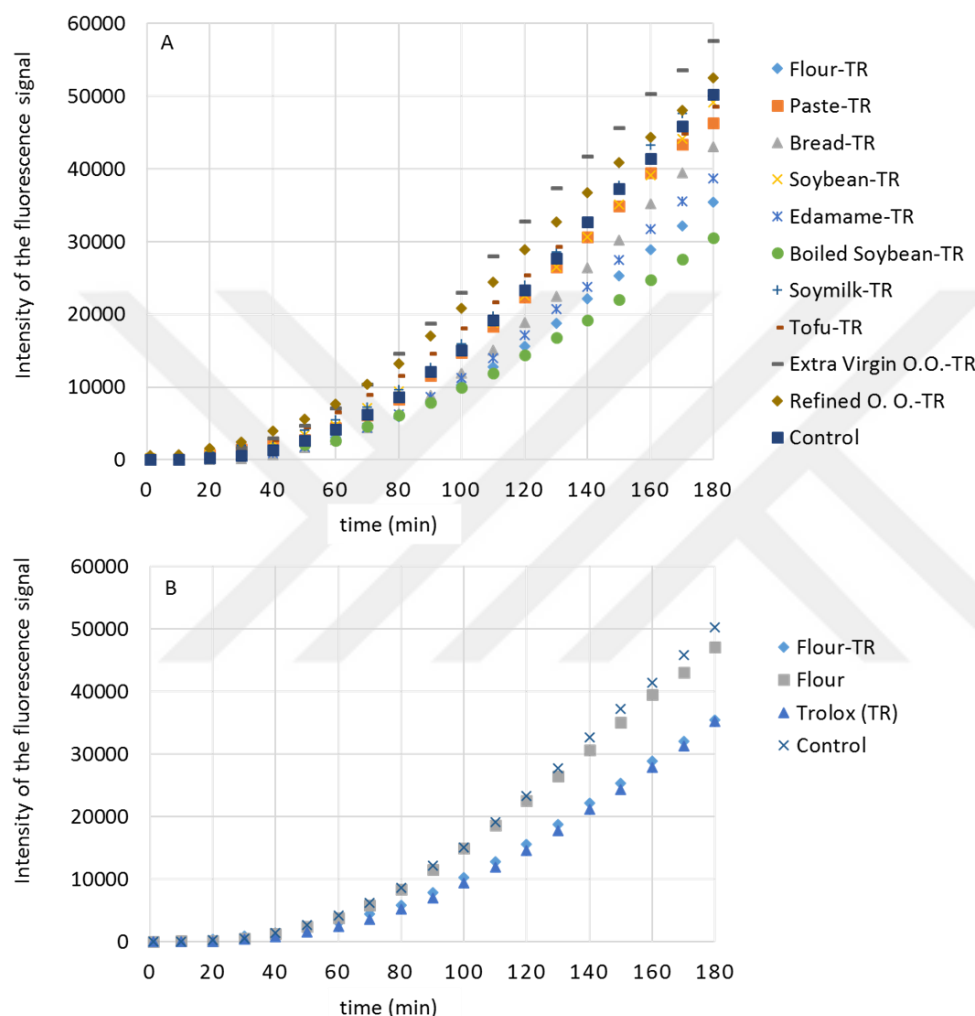 A
Intensity of the fluorescence signal
60000
50000
40000
30000
20000
10000
0
0 20 40 60 80 100 120 140 160 180
time (min)
Flour-TR
Paste-TR
Bread-TR
Soybean-TR
Edamame-TR
Boiled Soybean-TR
Soymilk-TR
Tofu-TR
Extra Virgin O.O.-TR
Refined O. O.-TR
Control
B
Intensity of the fluorescence signal
60000
50000
40000
30000
20000
10000
0
0 20 40 60 80 100 120 140 160 180
time (min)
Flour-TR
Flour
Trolox (TR)
Control